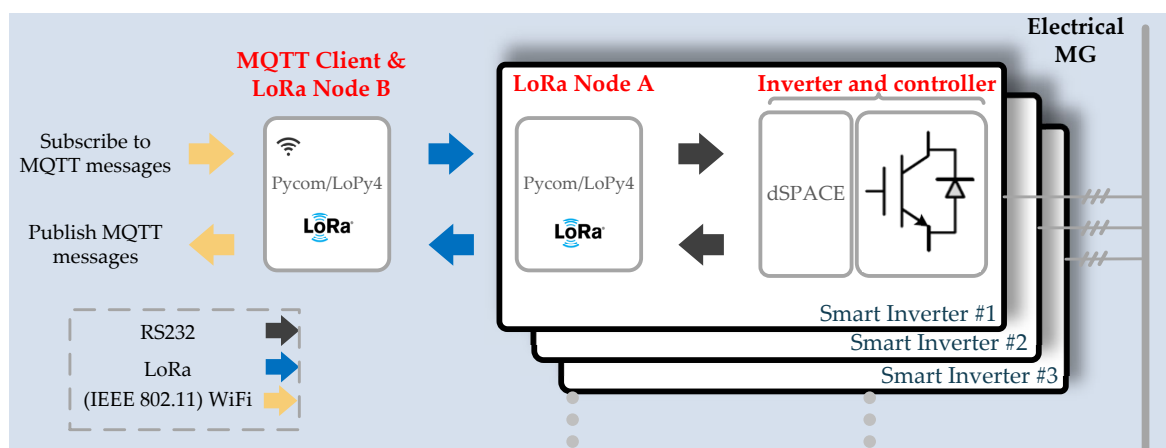 Electrical
MG
MQTT Client &
LoRa Node B
LoRa Node A
Inverter and controller
Subscribe to
MQTT messages
Pycom/LoPy4
Pycom/LoPy4
dSPACE
LoRa
LoRa
Publish MQTT
messages
Smart Inverter #1
Smart Inverter #2
Smart Inverter #3
RS232
LoRa
(IEEE 802.11) WiFi